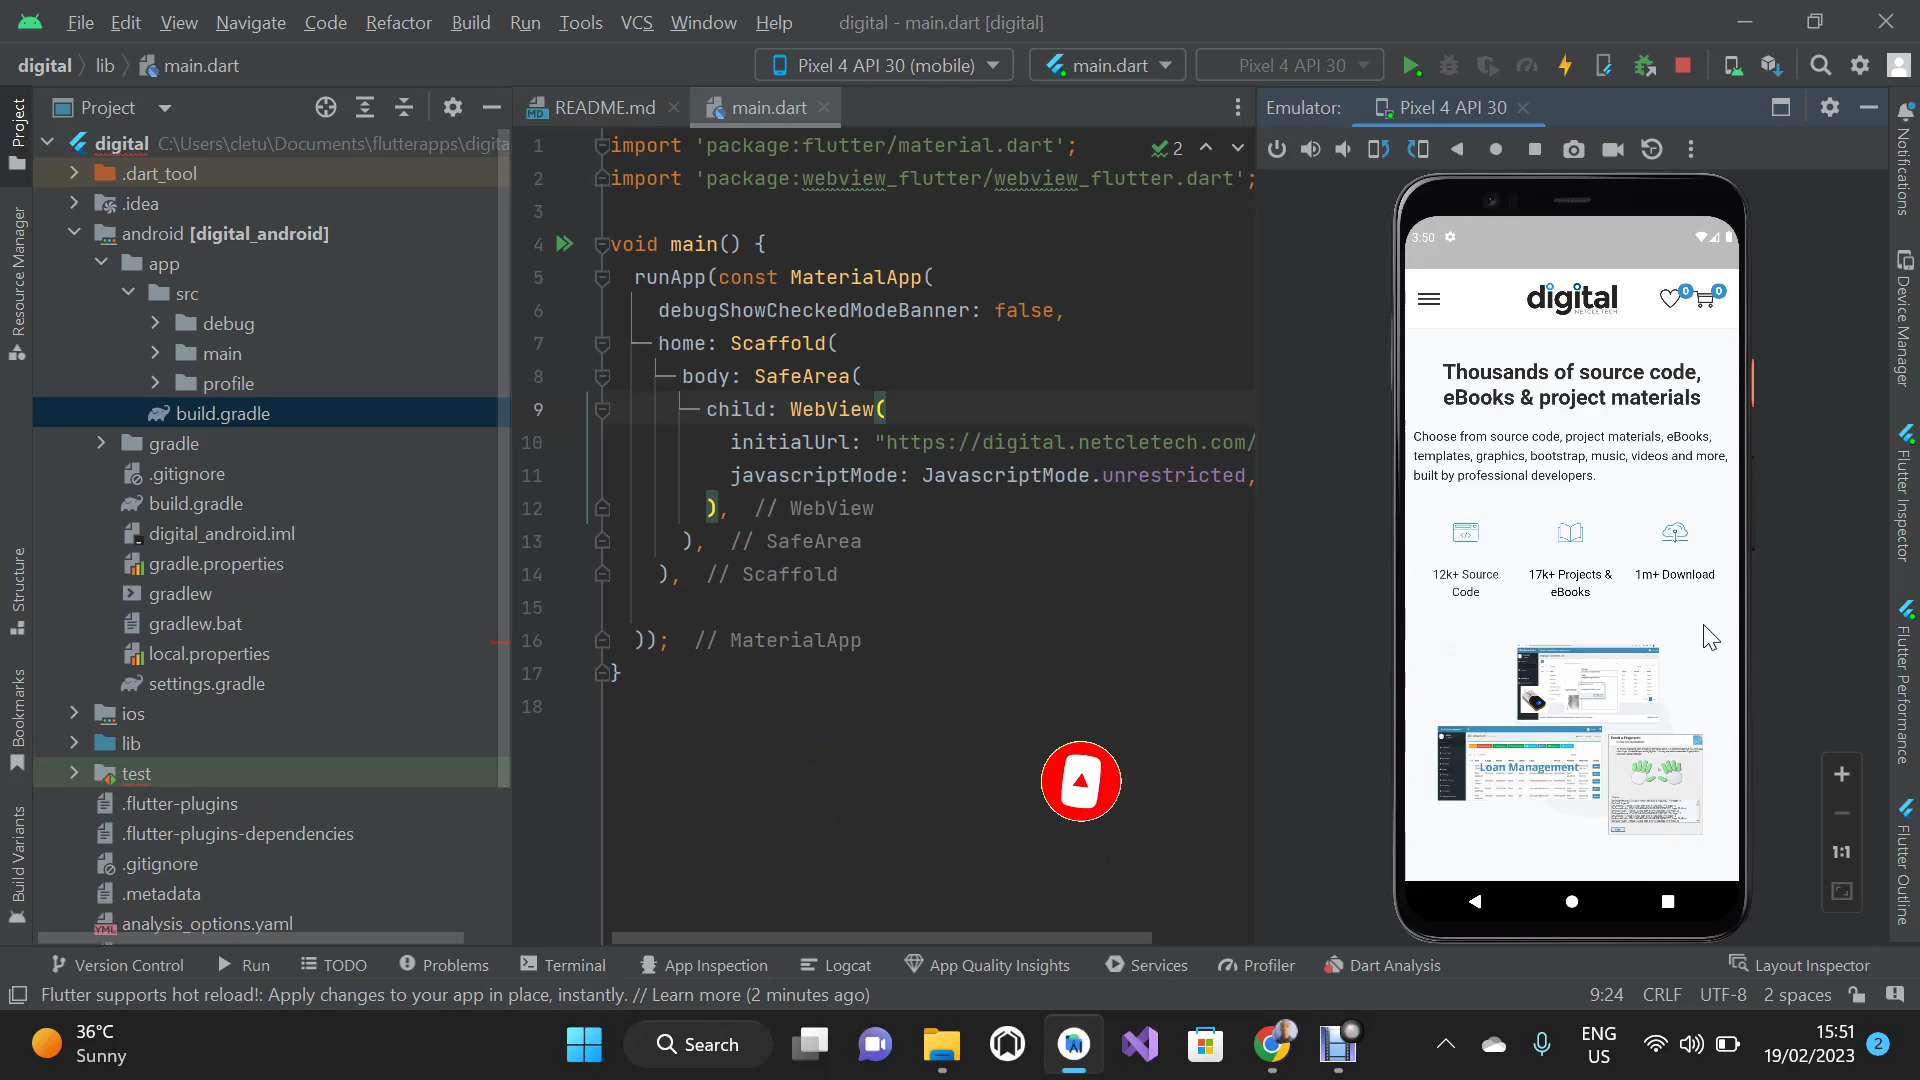 File Edit View Navigate Code Refactor Build Run Tools VCS Window Help digital - main.dart [digital]
digital lib main.dart Pixel 4 API 30 (mobile) main.dart Pixel 4 API 30
Project README.md main.dart Emulator: Pixel 4 API 30
digital C:\Users\cletu\Documents\flutterapps\digita
.dart_tool
.idea
android [digital_android]
app
src
debug
main
profile
build.gradle
gradle
.gitignore
build.gradle
digital_android.iml
gradle.properties
gradlew
gradlew.bat
local.properties
settings.gradle
ios
lib
test
.flutter-plugins
.flutter-plugins-dependencies
.gitignore
.metadata
analysis_options.yaml
Project
Resource Manager
Structure
Bookmarks
Build Variants
1 import 'package:flutter/material.dart'; 2
2 import 'package:webview_flutter/webview_flutter.dart';
3
4 void main() {
5 runApp(const MaterialApp(
6 debugShowCheckedModeBanner: false,
7 home: Scaffold(
8 body: SafeArea(
9 child: WebView(
10 initialUrl: "https://digital.netcletech.com/
11 javascriptMode: JavascriptMode.unrestricted,
12 ), // WebView
13 ), // SafeArea
14 ), // Scaffold
15
16 )); // MaterialApp
17 }
18
3:50
digital 0 0
NETCLE TECH
Thousands of source code,
eBooks & project materials
Choose from source code, project materials, eBooks,
templates, graphics, bootstrap, music, videos and more,
built by professional developers.
12k+ Source
Code
17k+ Projects &
eBooks
1m+ Download
Loan Management
1:1
Notifications
Device Manager
Flutter Inspector
Flutter Performance
Flutter Outline
Version Control Run TODO Problems Terminal App Inspection Logcat App Quality Insights Services Profiler Dart Analysis Layout Inspector
Flutter supports hot reload!: Apply changes to your app in place, instantly. // Learn more (2 minutes ago) 9:24 CRLF UTF-8 2 spaces
36°C
Sunny
Search
ENG
US
15:51
19/02/2023
2